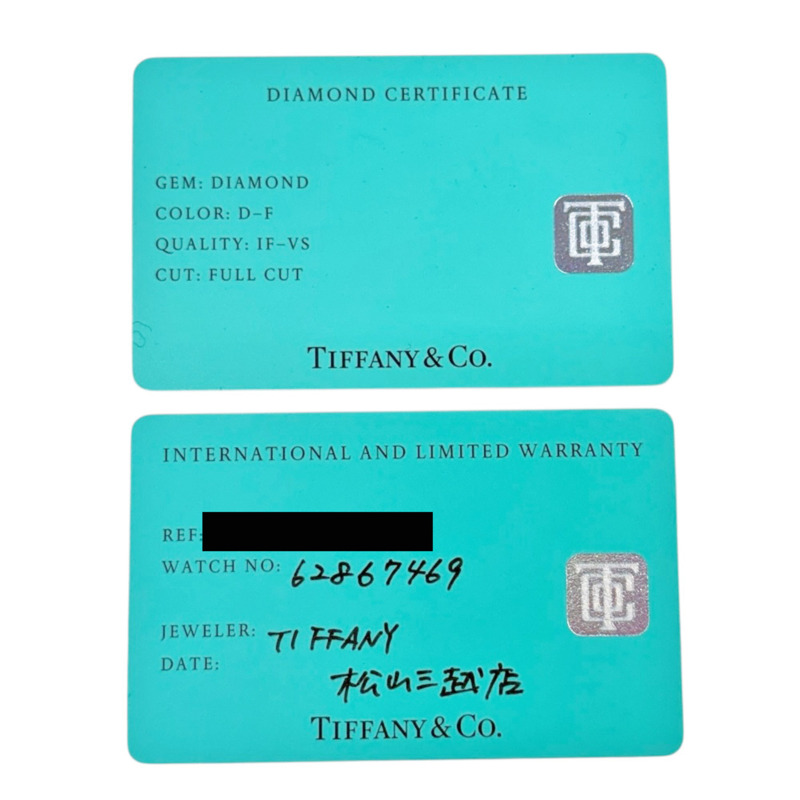 DIAMOND CERTIFICATE
GEM: DIAMOND
COLOR: D–F
QUALITY: IF–VS
CUT: FULL CUT
TIFFANY & CO.
INTERNATIONAL AND LIMITED WARRANTY
REF:
WATCH NO: 62867469
JEWELER: TIFFANY
DATE:
松山三越店
TIFFANY & CO.